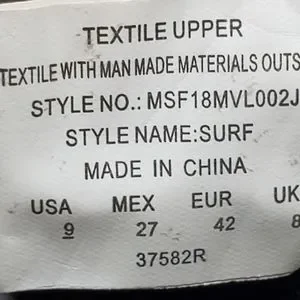 TEXTILE UPPER
TEXTILE WITH MAN MADE MATERIALS OUTS
STYLE NO.: MSF18MVL002J
STYLE NAME:SURF
MADE IN CHINA
USA MEX EUR UK
9 27 42 8
37582R